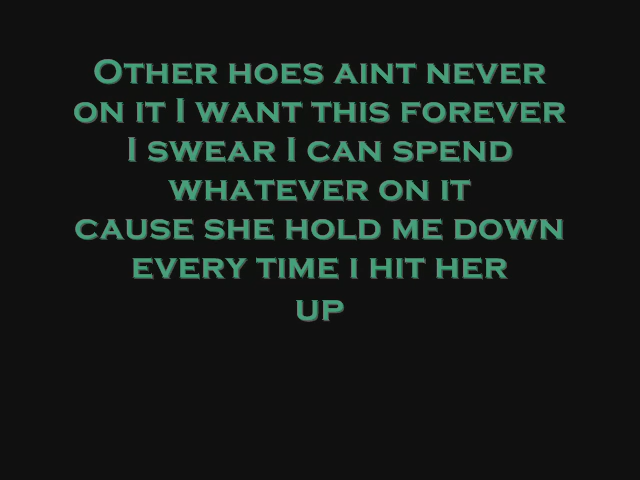 Other hoes aint never
on it I want this forever
I swear I can spend
whatever on it
cause she hold me down
every time i hit her
up